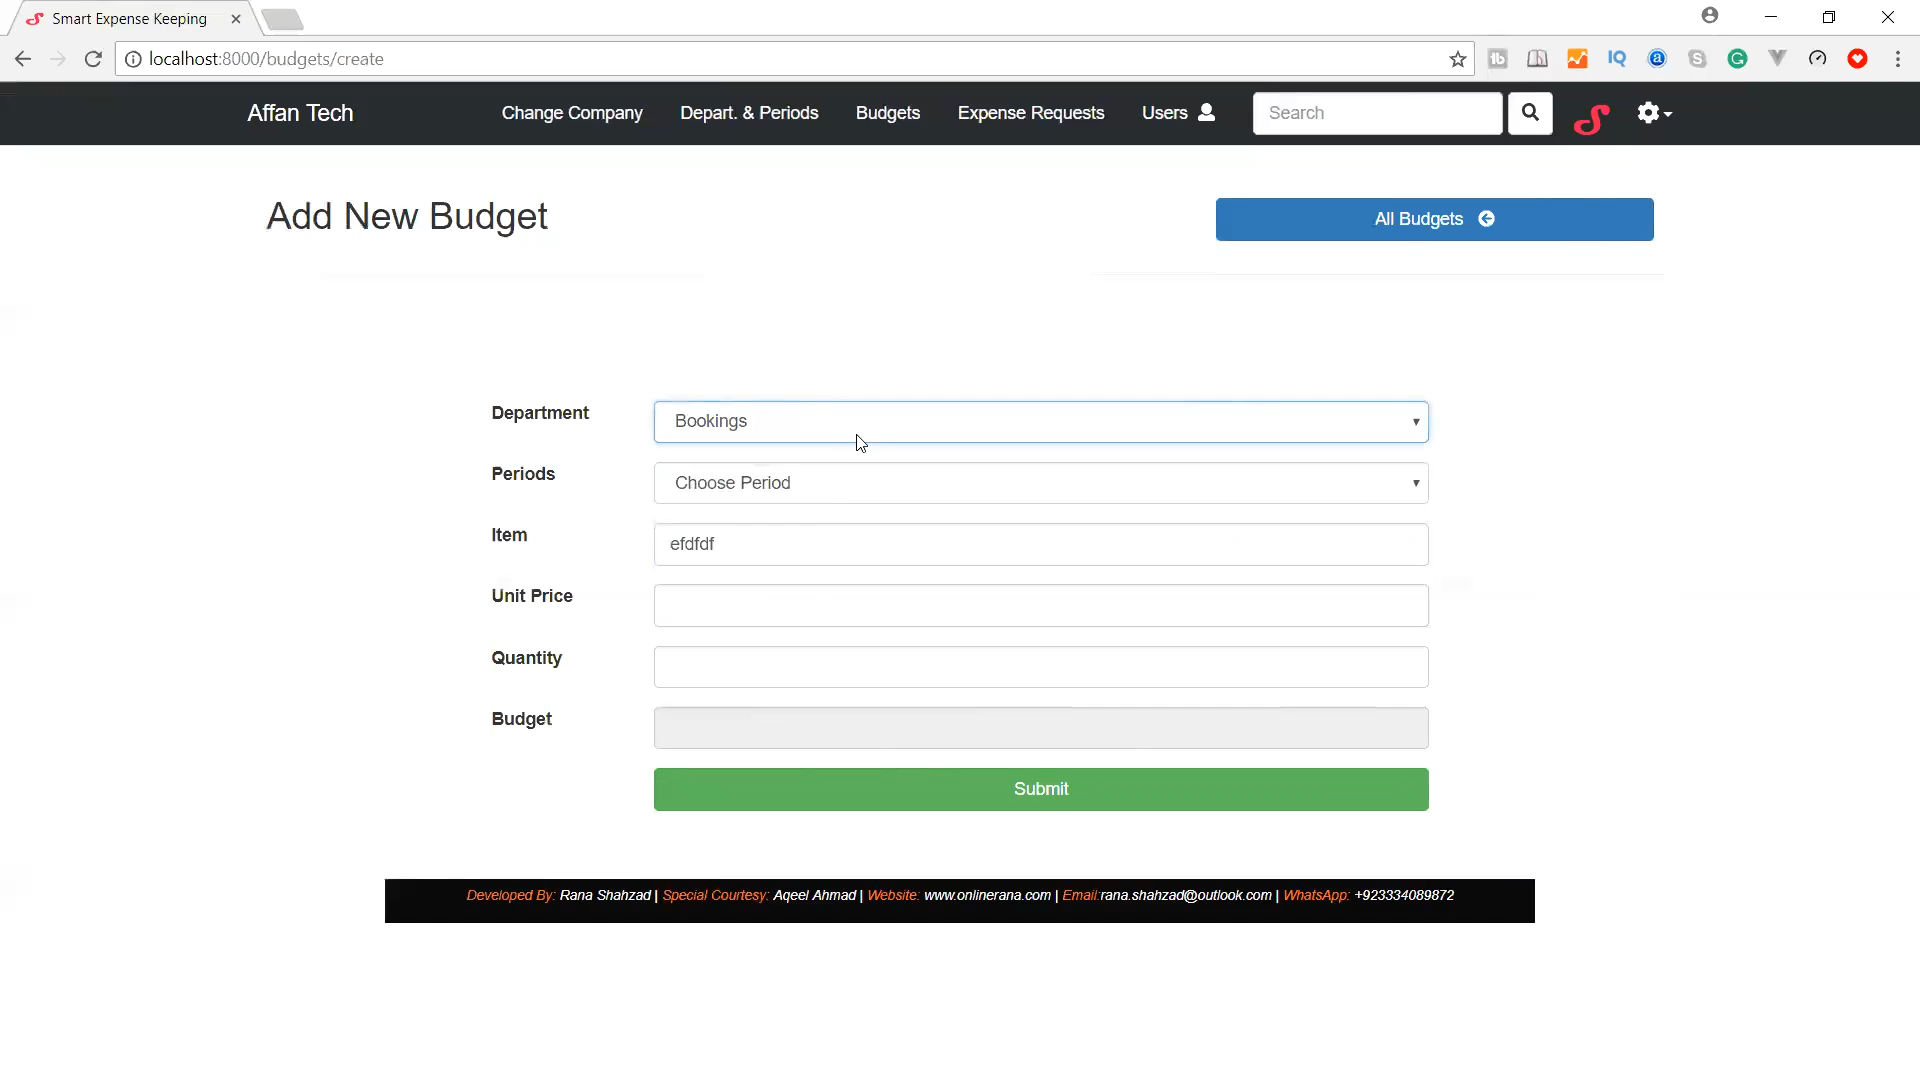 Smart Expense Keeping
localhost:8000/budgets/create
Affan Tech
Change Company
Depart. & Periods
Budgets
Expense Requests
Users
Search
Add New Budget
All Budgets
Department
Bookings
Periods
Choose Period
Item
efdfdf
Unit Price
Quantity
Budget
Submit
Developed By: Rana Shahzad | Special Courtesy: Aqeel Ahmad | Website: www.onlinerana.com | Email:rana.shahzad@outlook.com | WhatsApp: +923334089872